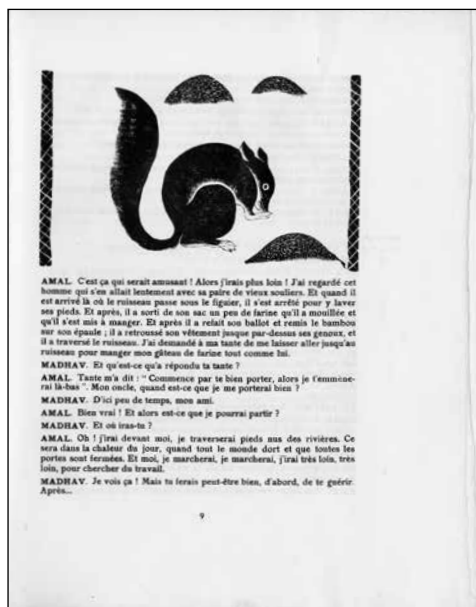 AMAL. C'est ça qui serait amusant ! Alors j'irais plus loin ! J'ai regardé cet
homme qui s'en allait lentement avec sa paire de vieux souliers. Et quand il
est arrivé là où le ruisseau passe sous le figuier, il s'est arrêté pour y laver
ses pieds. Et après, il a sorti de son sac un peu de farine qu'il a mouillée et
qu'il s'est mis à manger. Et après il a refait son ballot et remis le bambou
sur son épaule ; il a retroussé son vêtement jusque par-dessus ses genoux, et
il a traversé le ruisseau. J'ai demandé à ma tante de me laisser aller jusqu'au
ruisseau pour manger mon gâteau de farine tout comme lui.
MADHAV. Et qu'est-ce qu'a répondu ta tante ?
AMAL. Tante m'a dit : " Commence par te bien porter, alors je t'emmène-
rai là-bas ". Mon oncle, quand est-ce que je me porterai bien ?
MADHAV. D'ici peu de temps, mon ami.
AMAL. Bien vrai ! Et alors est-ce que je pourrai partir ?
MADHAV. Et où iras-tu ?
AMAL. Oh ! j'irai devant moi, je traverserai pieds nus des rivières. Ce
sera dans la chaleur du jour, quand tout le monde dort et que toutes les
portes sont fermées. Et moi, je marcherai, je marcherai, j'irai très loin, très
loin, pour chercher du travail.
MADHAV. Je vois ça ! Mais tu ferais peut-être bien, d'abord, de te guérir.
Après...
9